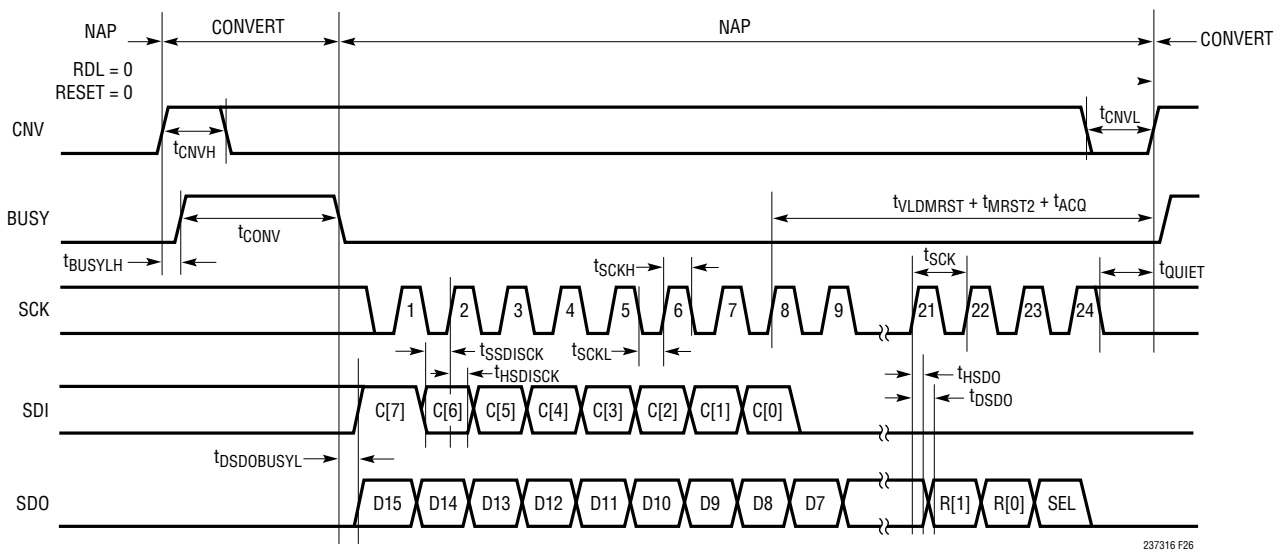 NAP
CONVERT
NAP
CONVERT
RDL = 0
RESET = 0
CNV
tCNVH
tCNVL
BUSY
tCONV
tVLDMRST + tMRST2 + tACQ
tBUSYLH
tSCKH
tSCK
tQUIET
SCK
1 2 3 4 5 6 7 8 9 21 22 23 24
tSSDISCK
tSCKL
tHSDISCK
tHSDO
tDSDO
SDI
C[7] C[6] C[5] C[4] C[3] C[2] C[1] C[0]
tDSDOBUSYL
SDO
D15 D14 D13 D12 D11 D10 D9 D8 D7 R[1] R[0] SEL
237316 F26